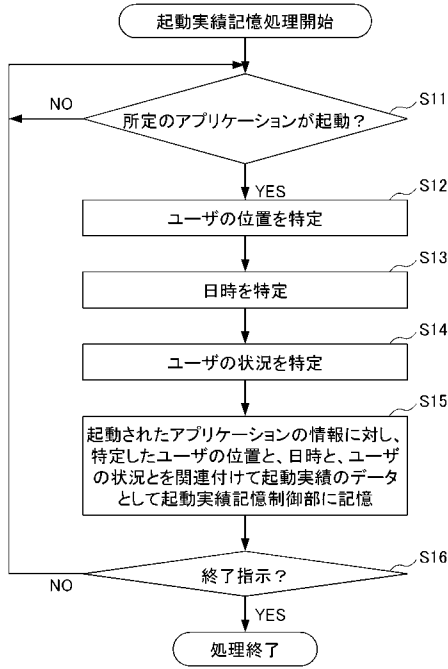 起動実績記憶処理開始
NO
S11
所定のアプリケーションが起動？
YES
S12
ユーザの位置を特定
S13
日時を特定
S14
ユーザの状況を特定
S15
起動されたアプリケーションの情報に対し、
特定したユーザの位置と、日時と、ユーザ
の状況とを関連付けて起動実績のデータ
として起動実績記憶制御部に記憶
S16
終了指示？
NO
YES
処理終了